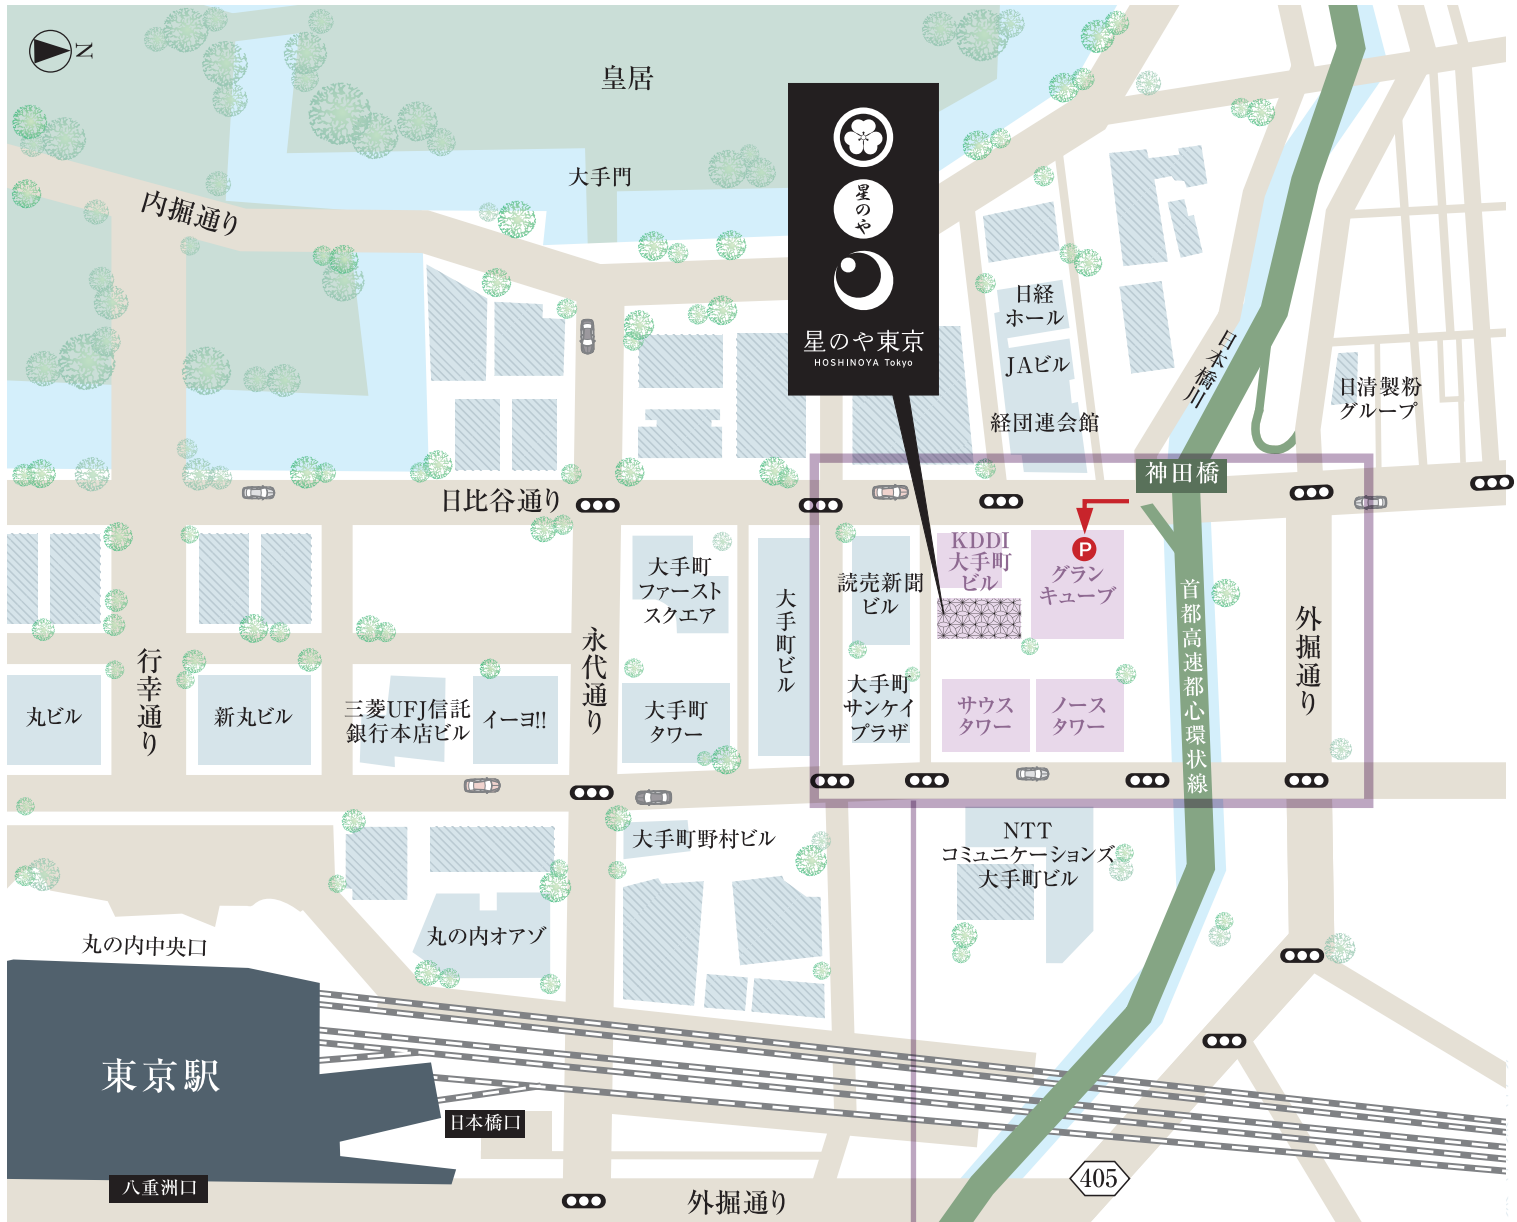 N
皇居
大手門
内掘通り
星のや
星のや東京
HOSHINOYA Tokyo
日経
ホール
JAビル
経団連会館
日本橋川
日清製粉
グループ
日比谷通り
神田橋
KDDI
大手町
ビル
P
グラン
キューブ
大手町
ファースト
スクエア
大手町ビル
読売新聞
ビル
首都高速都心環状線
外掘通り
行幸通り
永代通り
丸ビル
新丸ビル
三菱UFJ信託
銀行本店ビル
イーヨ!!
大手町
タワー
大手町
サンケイ
プラザ
サウス
タワー
ノース
タワー
大手町野村ビル
NTT
コミュニケーションズ
大手町ビル
丸の内オアゾ
丸の内中央口
東京駅
日本橋口
八重洲口
外掘通り
405